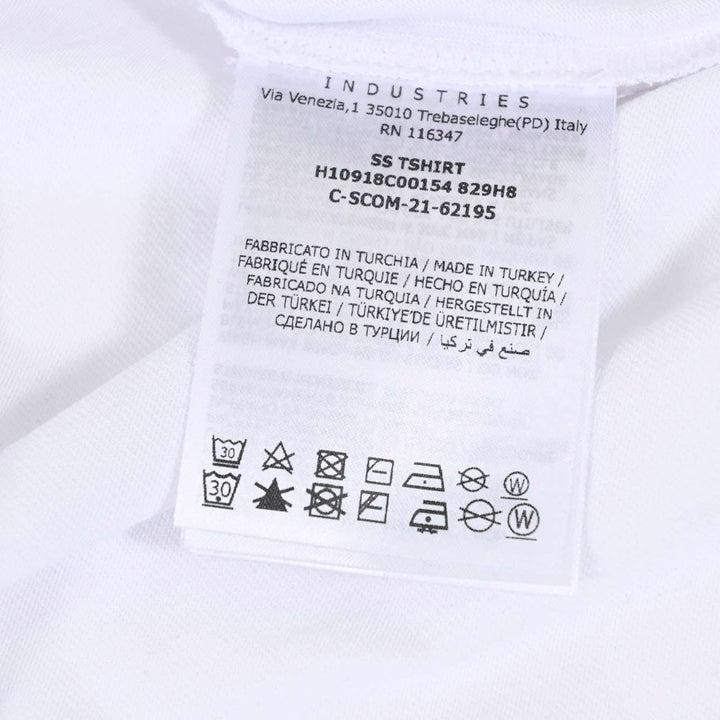 INDUSTRIES
Via Venezia,1 35010 Trebaseleghe(PD) Italy
RN 116347
SS TSHIRT
H10918C00154 829H8
C-SCOM-21-62195
FABBRICATO IN TURCHIA / MADE IN TURKEY /
FABRIQUÉ EN TURQUIE / HECHO EN TURQUÍA /
FABRICADO NA TURQUIA / HERGESTELLT IN
DER TÜRKEI / TÜRKIYE'DE ÜRETILMISTIR /
СДЕЛАНО В ТУРЦИИ / صنع في تركيا
30 W
30 W